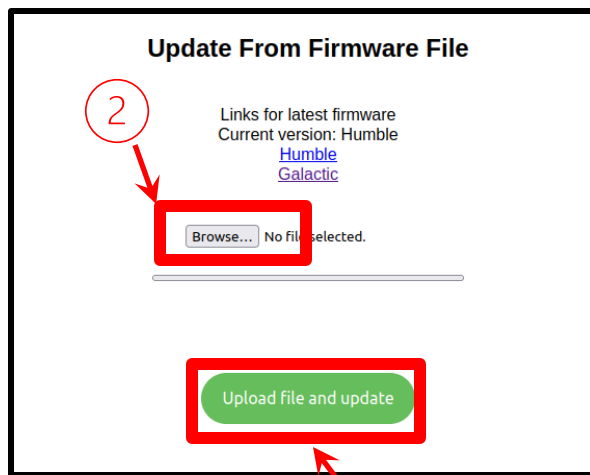 Update From Firmware File
2
Links for latest firmware
Current version: Humble
Humble
Galactic
Browse... No file selected.
Upload file and update